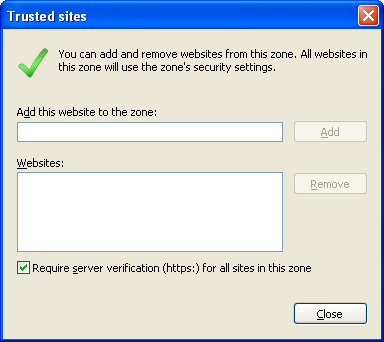 Trusted sites
You can add and remove websites from this zone. All websites in
this zone will use the zone's security settings.
Add this website to the zone:
Add
Websites:
Remove
Require server verification (https:) for all sites in this zone
Close